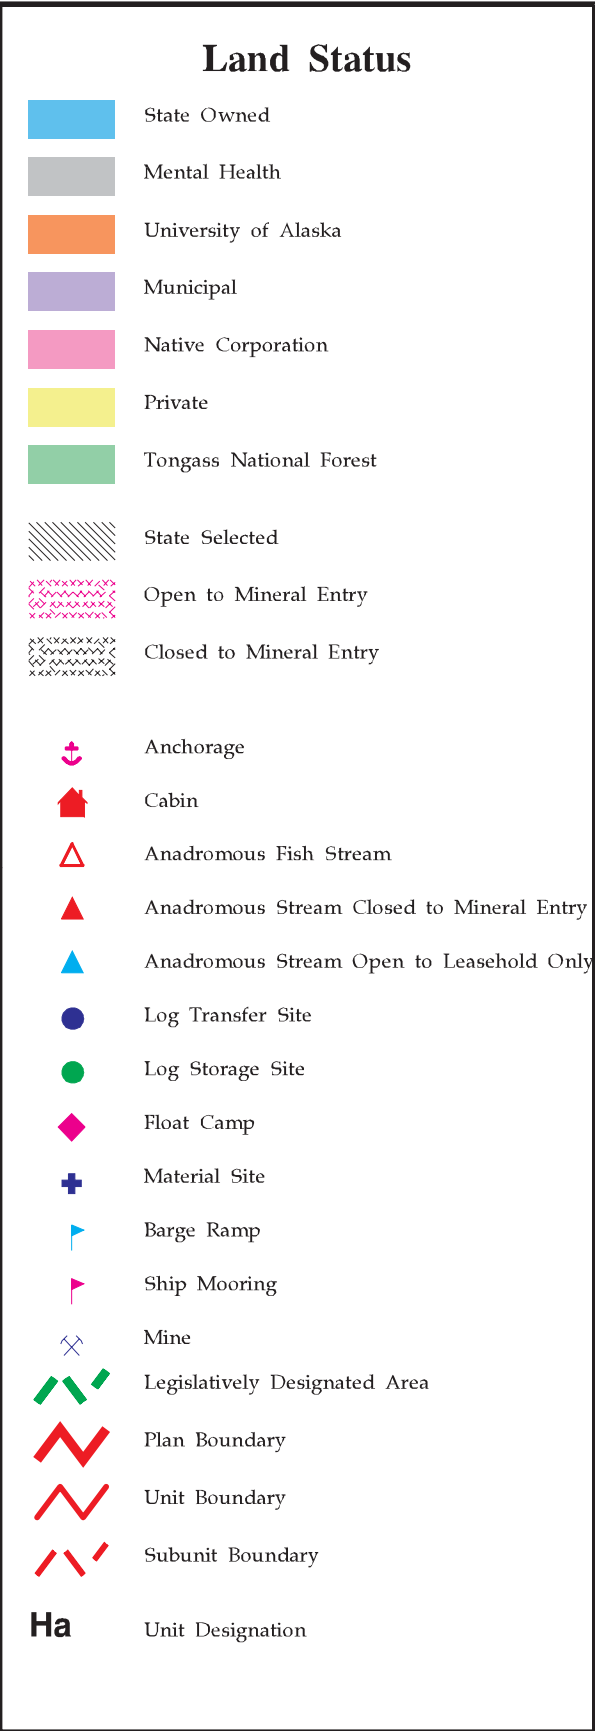 Land Status
State Owned
Mental Health
University of Alaska
Municipal
Native Corporation
Private
Tongass National Forest
State Selected
Open to Mineral Entry
Closed to Mineral Entry
Anchorage
Cabin
Anadromous Fish Stream
Anadromous Stream Closed to Mineral Entry
Anadromous Stream Open to Leasehold Only
Log Transfer Site
Log Storage Site
Float Camp
Material Site
Barge Ramp
Ship Mooring
Mine
Legislatively Designated Area
Plan Boundary
Unit Boundary
Subunit Boundary
Ha Unit Designation